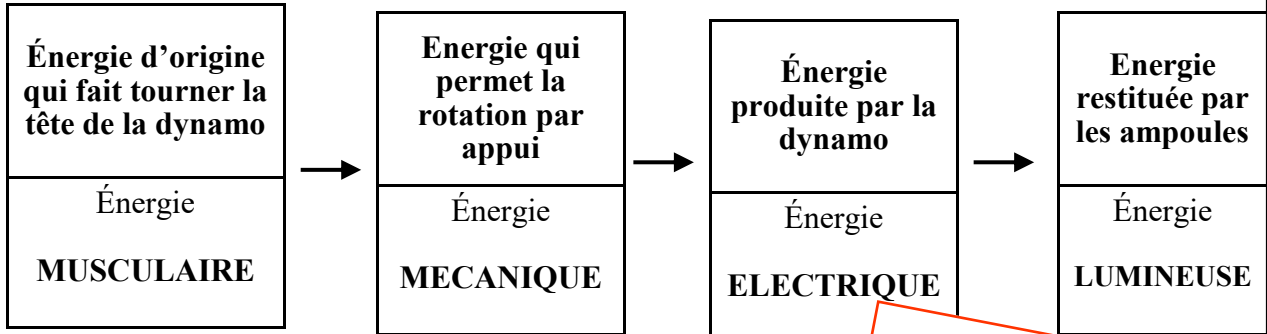 Énergie d’origine
qui fait tourner la
tête de la dynamo
Énergie
MUSCULAIRE
Energie qui
permet la
rotation par
appui
Énergie
MECANIQUE
Énergie
produite par la
dynamo
Énergie
ELECTRIQUE
Energie
restituée par
les ampoules
Énergie
LUMINEUSE